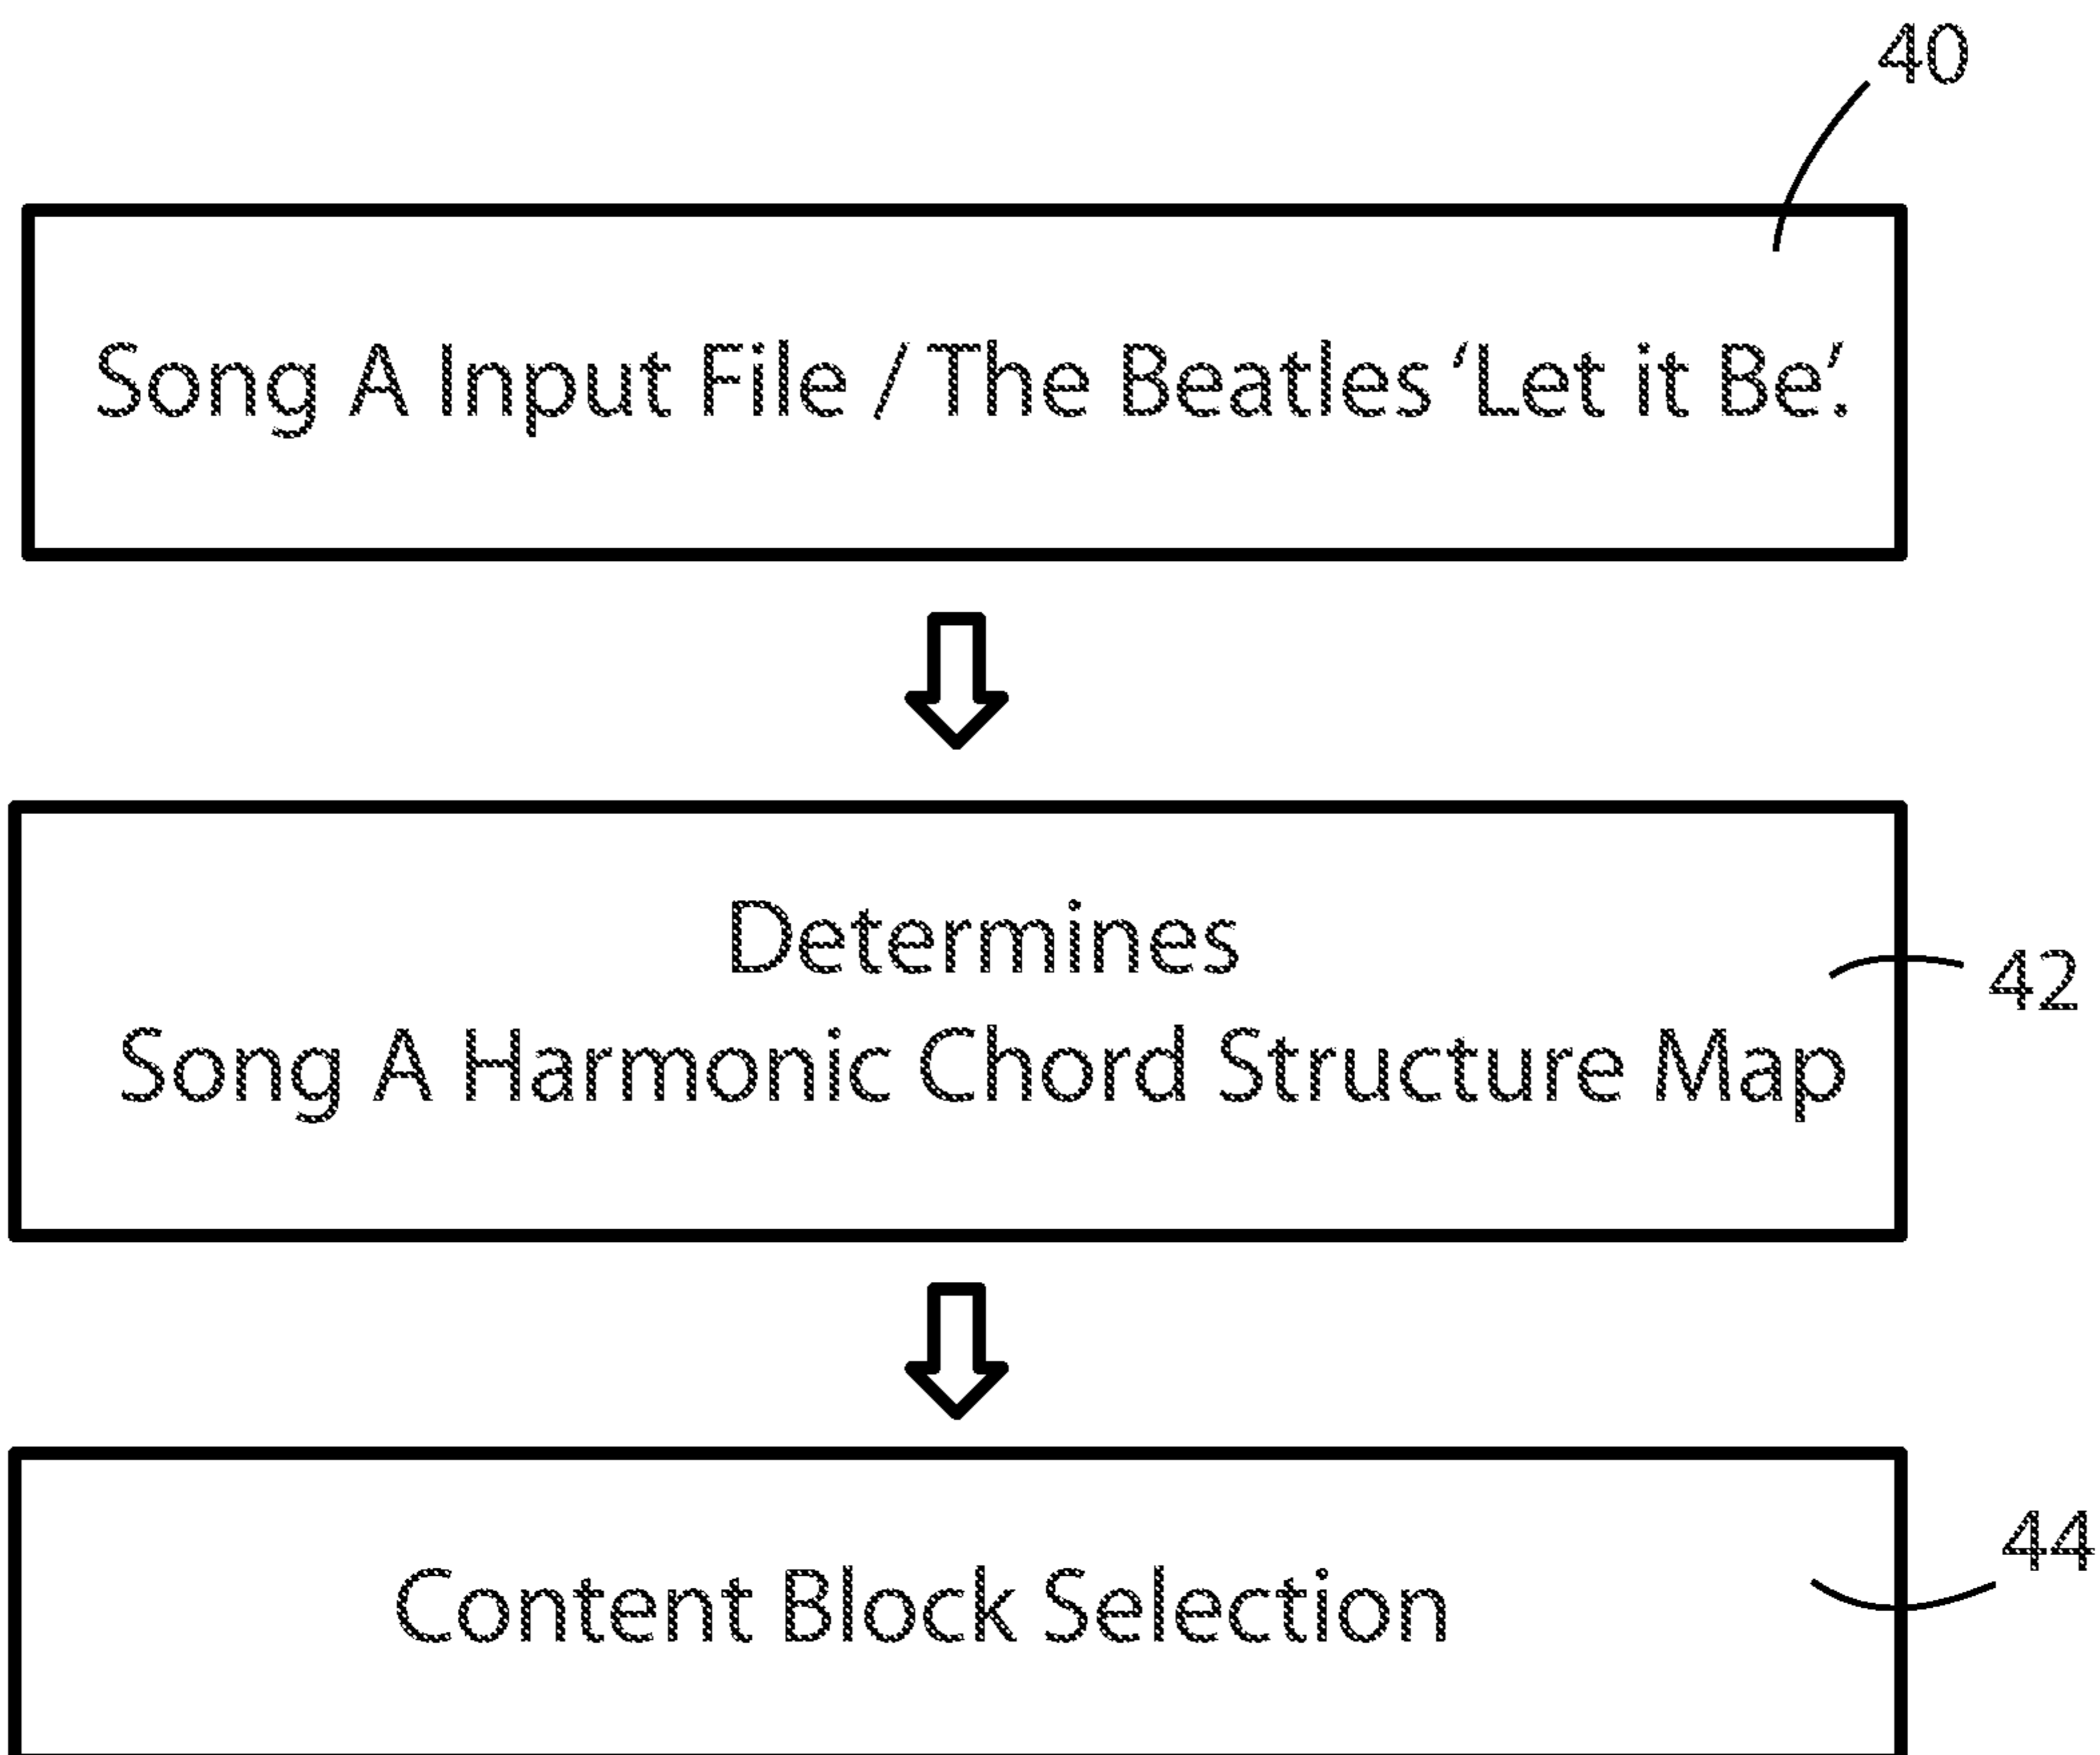 40
Song A Input File / The Beatles ‘Let it Be’.
Determines
Song A Harmonic Chord Structure Map
42
Content Block Selection
44